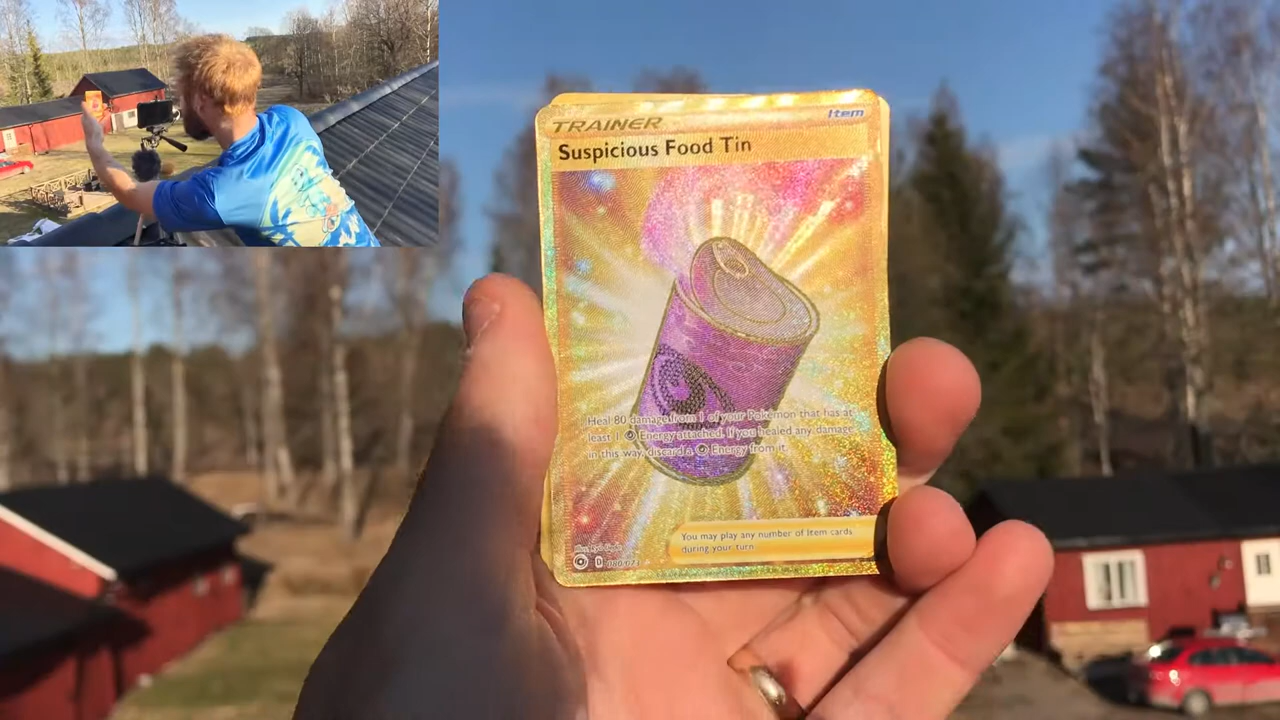 TRAINER
Item
Suspicious Food Tin
Heal 80 damage from 1 of your Pokémon that has at
least 1 Energy attached. If you healed any damage
in this way, discard a Energy from it.
You may play any number of Item cards
during your turn.
D 080/073